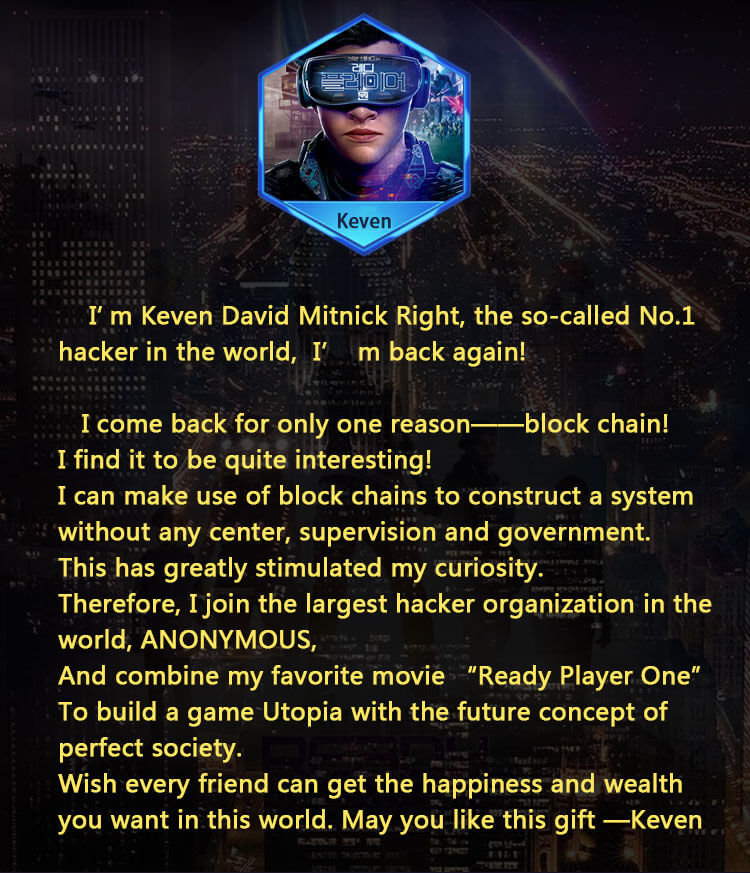 레디
플레이어
원
Keven
I’ m Keven David Mitnick Right, the so-called No.1
hacker in the world, I’ m back again!
I come back for only one reason——block chain!
I find it to be quite interesting!
I can make use of block chains to construct a system
without any center, supervision and government.
This has greatly stimulated my curiosity.
Therefore, I join the largest hacker organization in the
world, ANONYMOUS,
And combine my favorite movie “Ready Player One”
To build a game Utopia with the future concept of
perfect society.
Wish every friend can get the happiness and wealth
you want in this world. May you like this gift —Keven